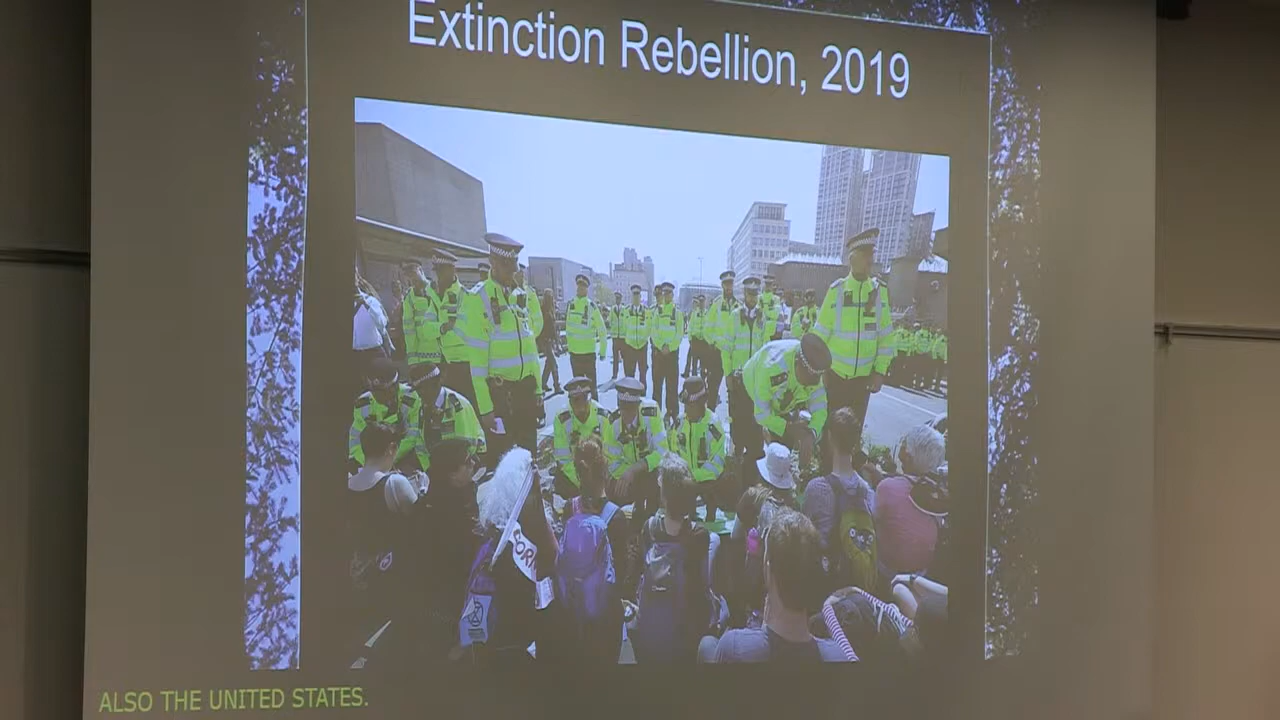 Extinction Rebellion, 2019
ALSO THE UNITED STATES.